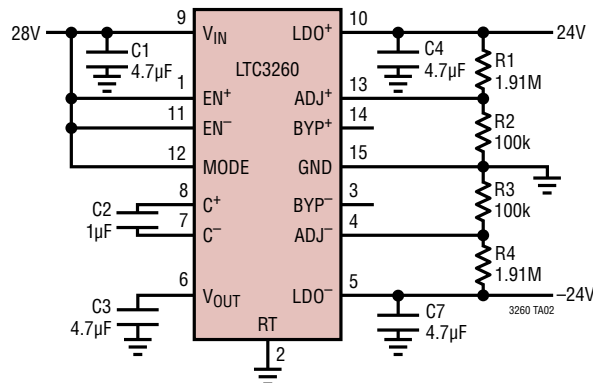 28V
9
VIN
LDO+
10
24V
C1
4.7µF
LTC3260
C4
4.7µF
R1
1.91M
1
EN+
ADJ+
13
11
EN−
BYP+
14
R2
100k
12
MODE
GND
15
8
C+
BYP−
3
R3
100k
C2
1µF
7
C−
ADJ−
4
R4
1.91M
6
VOUT
LDO−
5
−24V
3260 TA02
C3
4.7µF
C7
4.7µF
RT
2